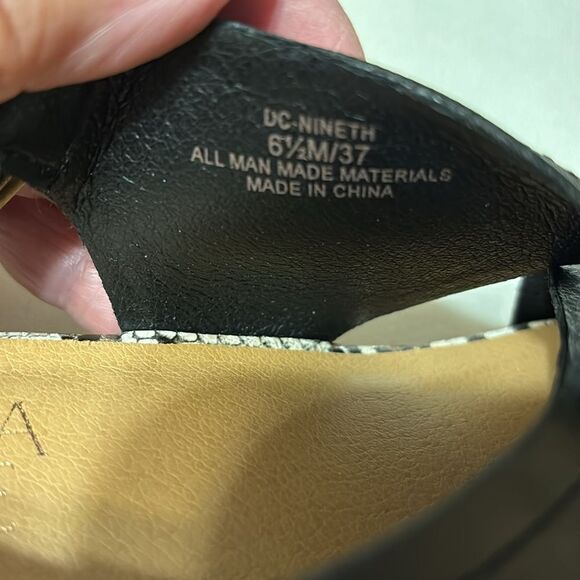 DC-NINETH
6½M/37
ALL MAN MADE MATERIALS
MADE IN CHINA
A